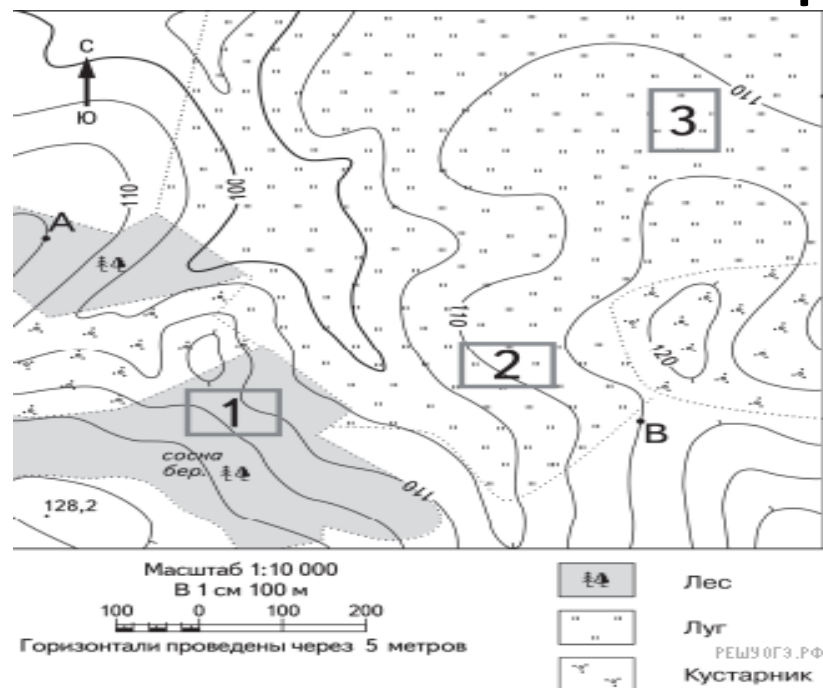 С
Ю
3
110
110
100
А
110
2
120
1
В
сосна
бер.
110
128,2
Масштаб 1:10 000
В 1 см 100 м
100 0 100 200
Горизонтали проведены через 5 метров
Лес
Луг
РЕШУОГЭ.РФ
Кустарник